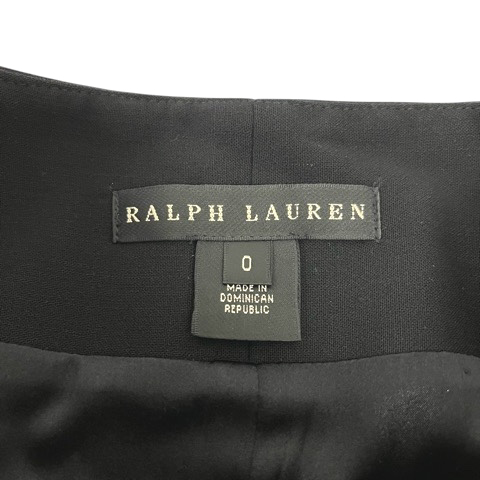 RALPH LAUREN
0
MADE IN
DOMINICAN
REPUBLIC